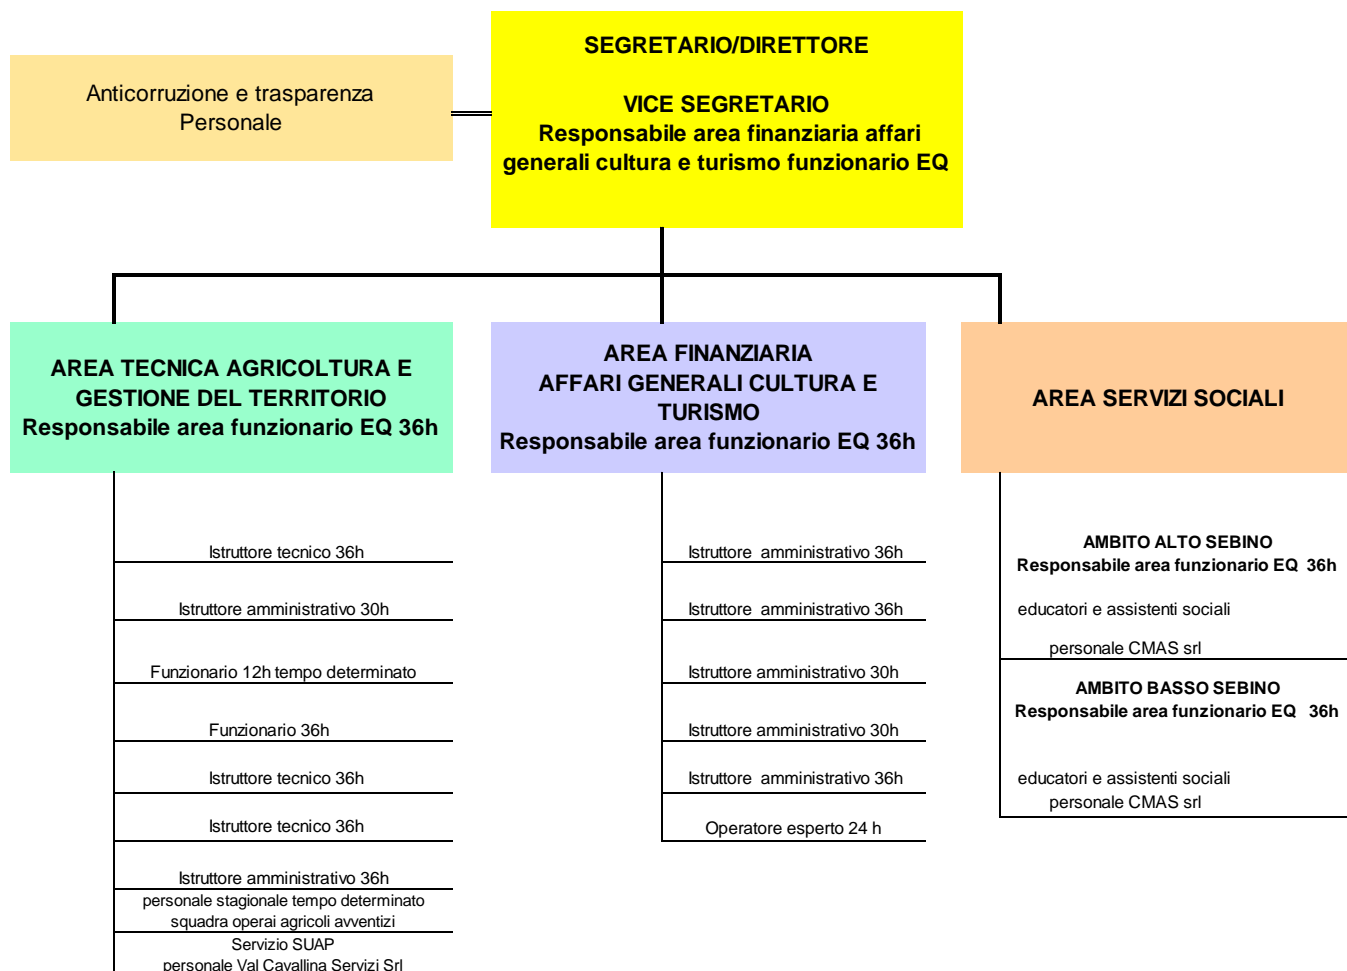 SEGRETARIO/DIRETTORE
VICE SEGRETARIO
Responsabile area finanziaria affari
generali cultura e turismo funzionario EQ
Anticorruzione e trasparenza
Personale
AREA TECNICA AGRICOLTURA E
GESTIONE DEL TERRITORIO
Responsabile area funzionario EQ 36h
Istruttore tecnico 36h
Istruttore amministrativo 30h
Funzionario 12h tempo determinato
Funzionario 36h
Istruttore tecnico 36h
Istruttore tecnico 36h
Istruttore amministrativo 36h
personale stagionale tempo determinato
squadra operai agricoli avventizi
Servizio SUAP
personale Val Cavallina Servizi Srl
AREA FINANZIARIA
AFFARI GENERALI CULTURA E
TURISMO
Responsabile area funzionario EQ 36h
Istruttore amministrativo 36h
Istruttore amministrativo 36h
Istruttore amministrativo 30h
Istruttore amministrativo 30h
Istruttore amministrativo 36h
Operatore esperto 24 h
AREA SERVIZI SOCIALI
AMBITO ALTO SEBINO
Responsabile area funzionario EQ 36h
educatori e assistenti sociali
personale CMAS srl
AMBITO BASSO SEBINO
Responsabile area funzionario EQ 36h
educatori e assistenti sociali
personale CMAS srl